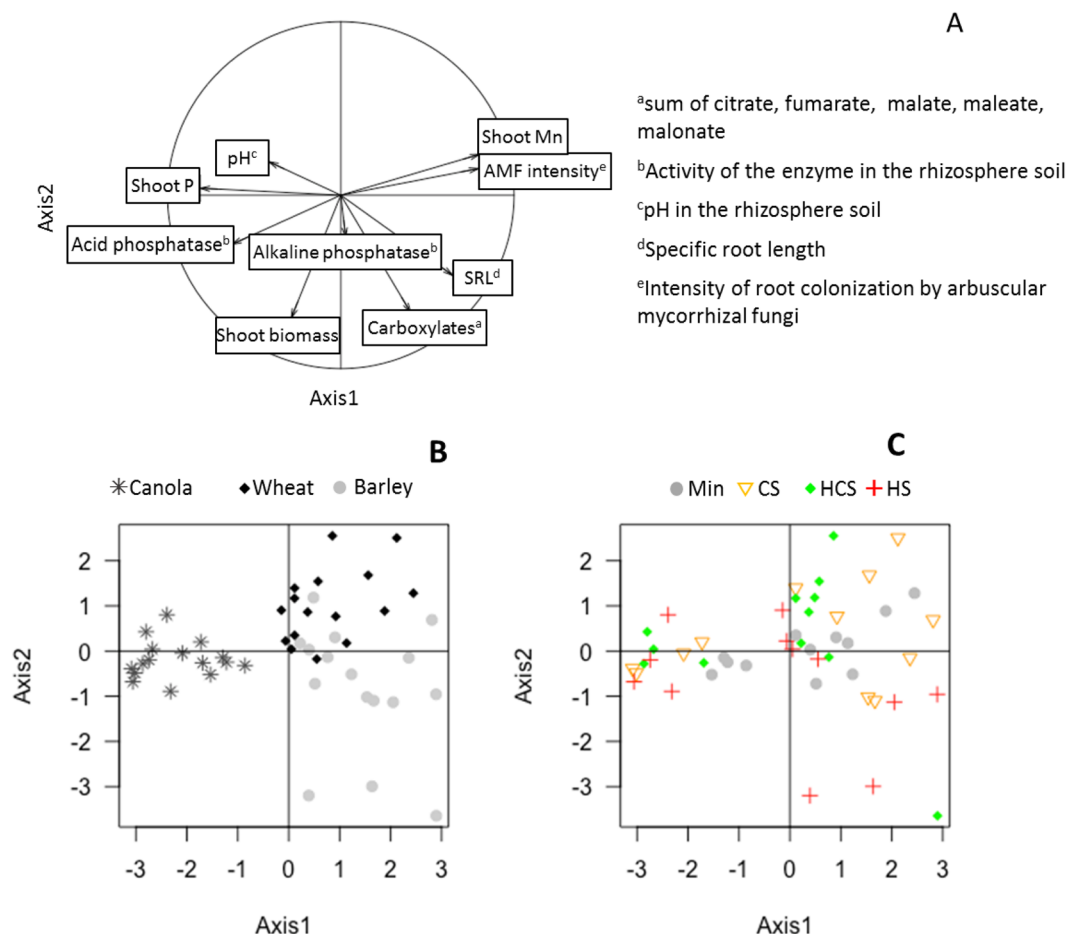 A
ᵃsum of citrate, fumarate, malate, maleate,
malonate
ᵇActivity of the enzyme in the rhizosphere soil
ᶜpH in the rhizosphere soil
ᵈSpecific root length
ᵉIntensity of root colonization by arbuscular
mycorrhizal fungi
Shoot Mn
pHᶜ
AMF intensityᵉ
Shoot P
Axis2
Acid phosphataseᵇ
Alkaline phosphataseᵇ
SRLᵈ
Shoot biomass
Carboxylatesᵃ
Axis1
B
Canola Wheat Barley
2
1
0
-1
-2
-3
Axis2
-3 -2 -1 0 1 2 3
Axis1
C
Min CS HCS HS
2
1
0
-1
-2
-3
Axis2
-3 -2 -1 0 1 2 3
Axis1